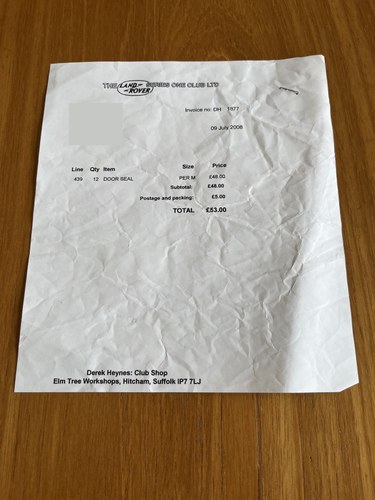 THE LAND ROVER SERIES ONE CLUB LTD
Invoice no: DH 1877
09 July 2008
Line Qty Item Size Price
439 12 DOOR SEAL PER M £48.00
Subtotal: £48.00
Postage and packing: £5.00
TOTAL £53.00
Derek Heynes: Club Shop
Elm Tree Workshops, Hitcham, Suffolk IP7 7LJ